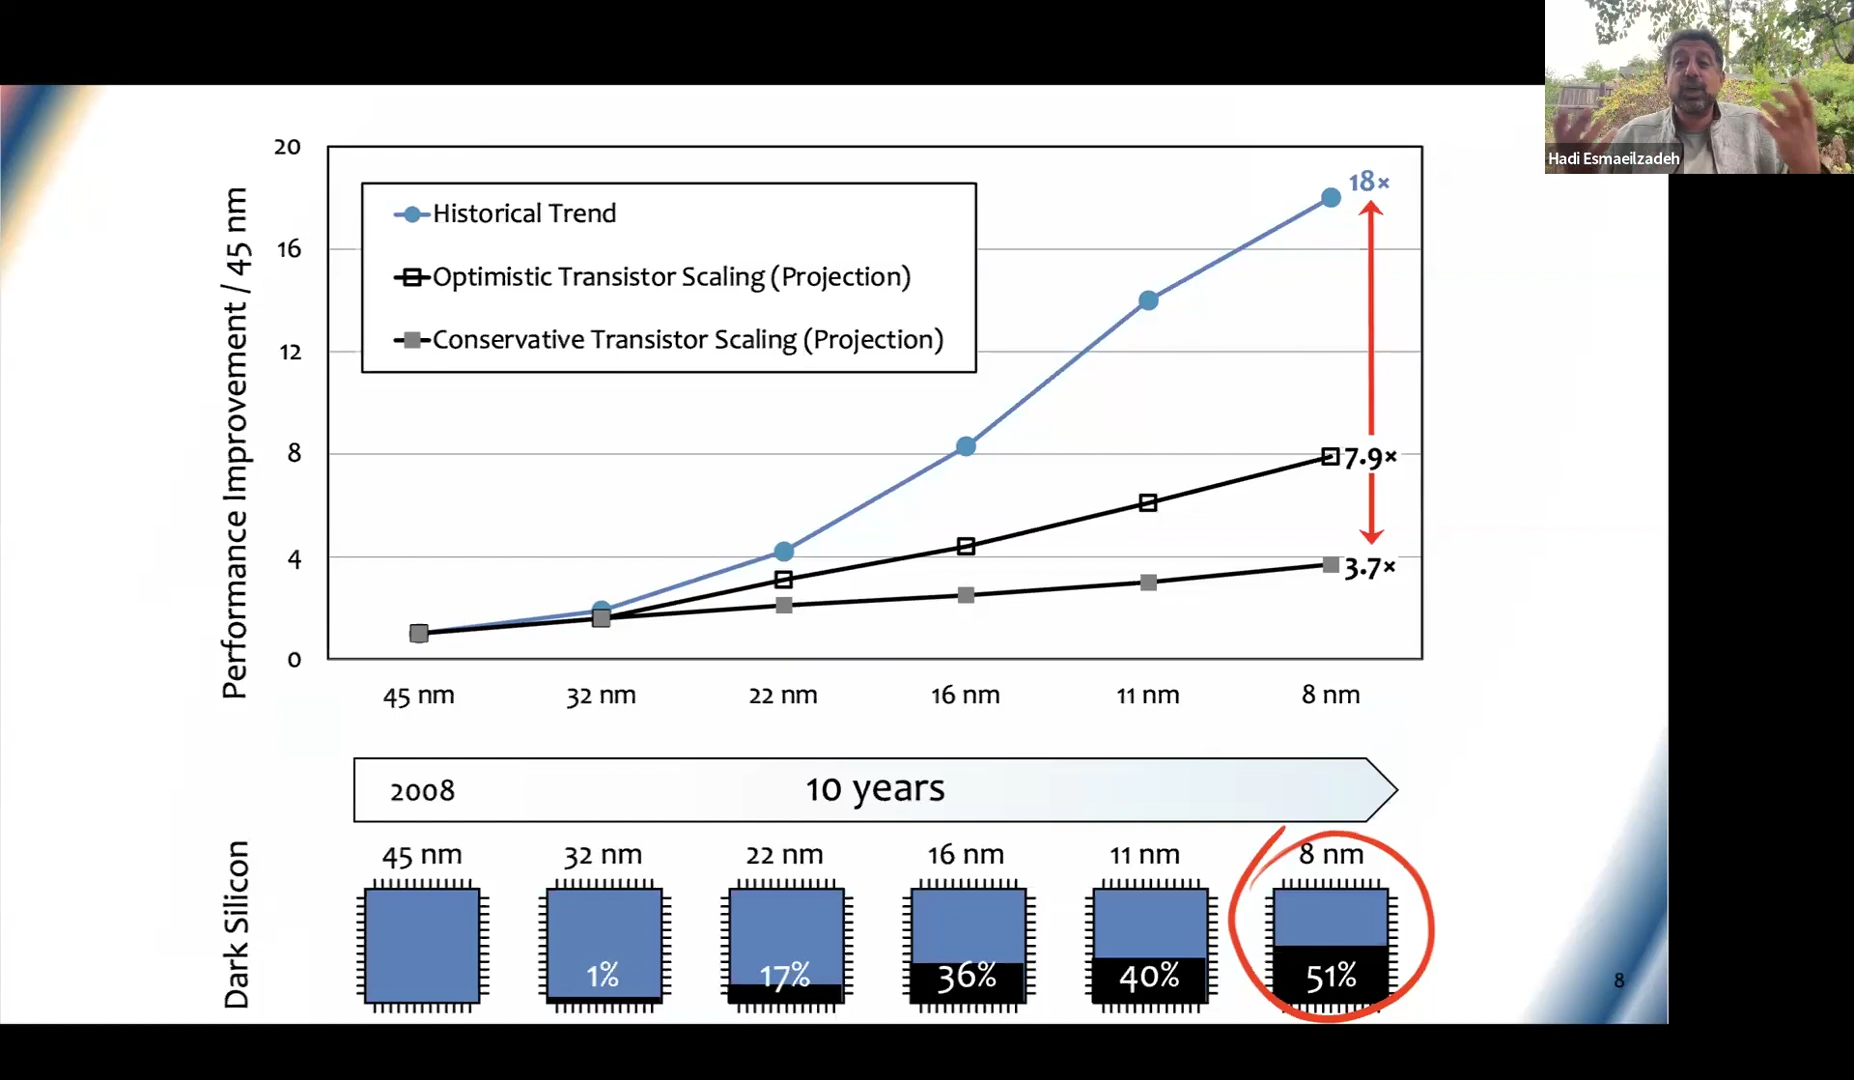 Hadi Esmaeilzadeh
Performance Improvement / 45 nm
20
16
12
8
4
0
Historical Trend
Optimistic Transistor Scaling (Projection)
Conservative Transistor Scaling (Projection)
18×
7.9×
3.7×
45 nm 32 nm 22 nm 16 nm 11 nm 8 nm
2008 10 years
Dark Silicon
45 nm 32 nm 22 nm 16 nm 11 nm 8 nm
1% 17% 36% 40% 51%
8